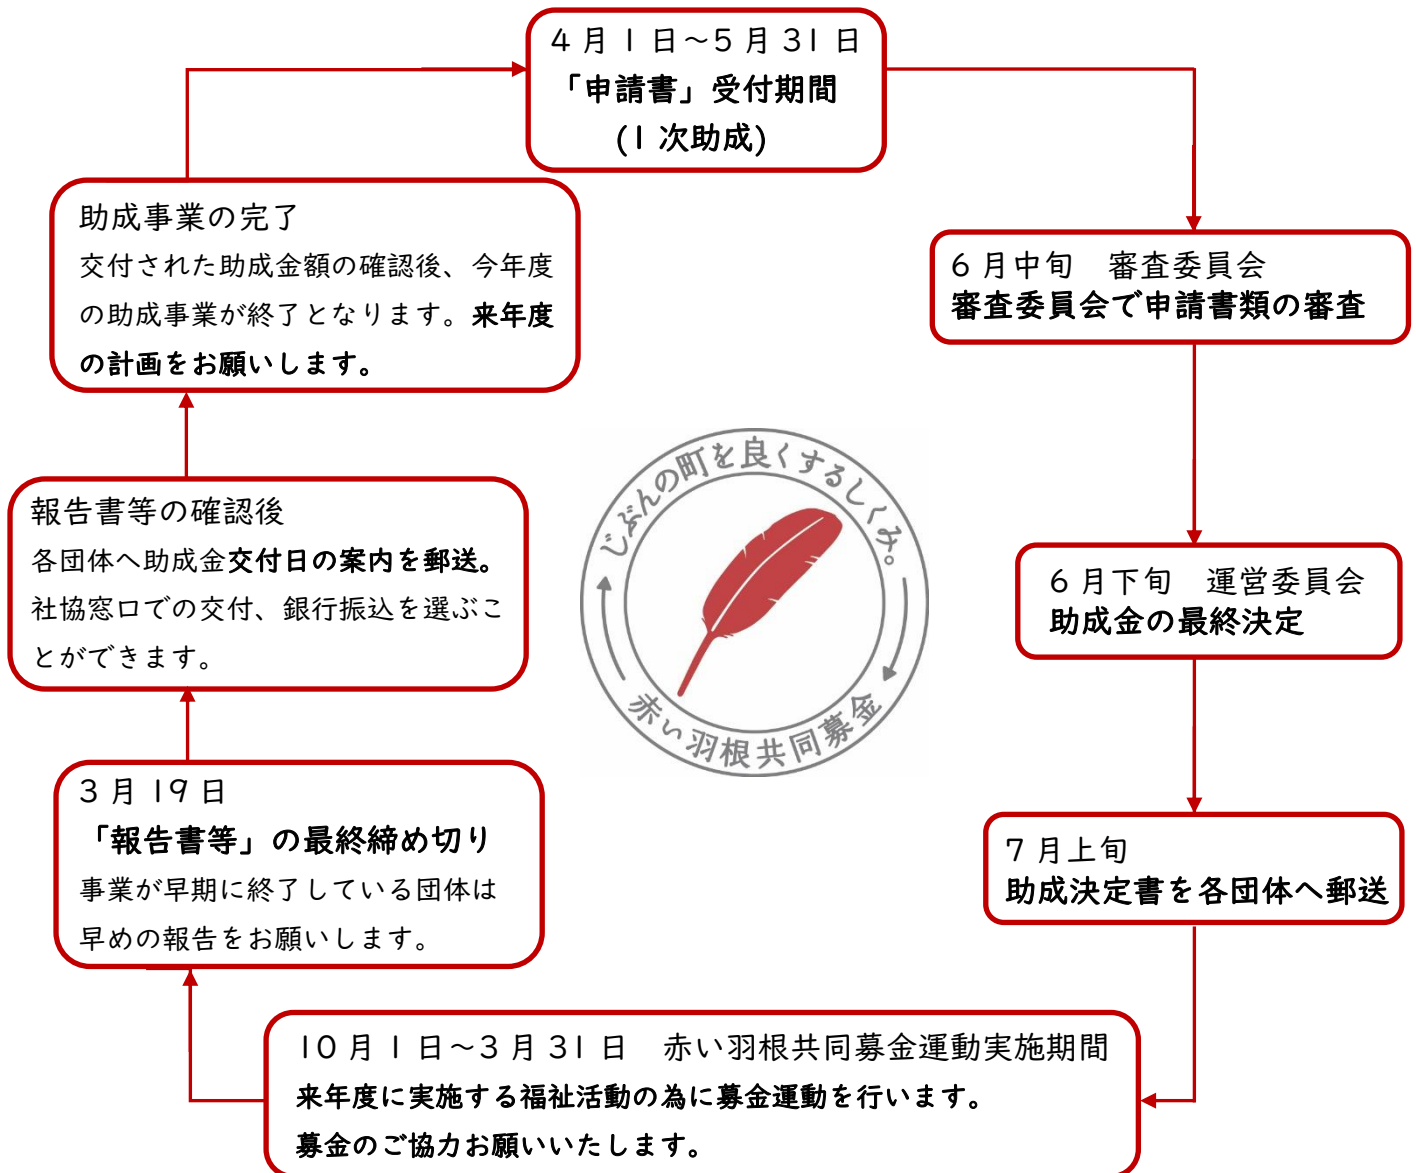 4月1日～5月31日
「申請書」受付期間
(1次助成)
6月中旬　審査委員会
審査委員会で申請書類の審査
6月下旬　運営委員会
助成金の最終決定
7月上旬
助成決定書を各団体へ郵送
10月1日～3月31日　赤い羽根共同募金運動実施期間
来年度に実施する福祉活動の為に募金運動を行います。
募金のご協力お願いいたします。
3月19日
「報告書等」の最終締め切り
事業が早期に終了している団体は
早めの報告をお願いします。
報告書等の確認後
各団体へ助成金交付日の案内を郵送。
社協窓口での交付、銀行振込を選ぶこ
とができます。
助成事業の完了
交付された助成金額の確認後、今年度
の助成事業が終了となります。来年度
の計画をお願いします。
じぶんの町を良くするしくみ。
赤い羽根共同募金